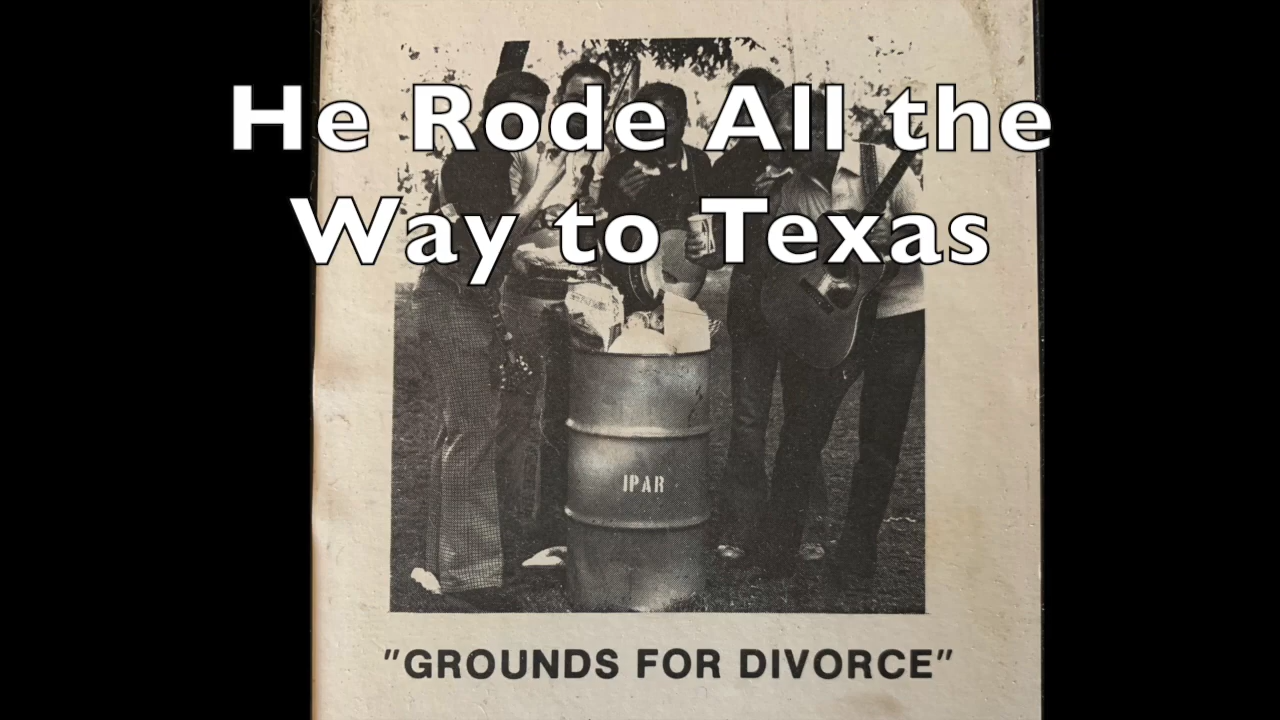 He Rode All the
Way to Texas
IPAR
"GROUNDS FOR DIVORCE"